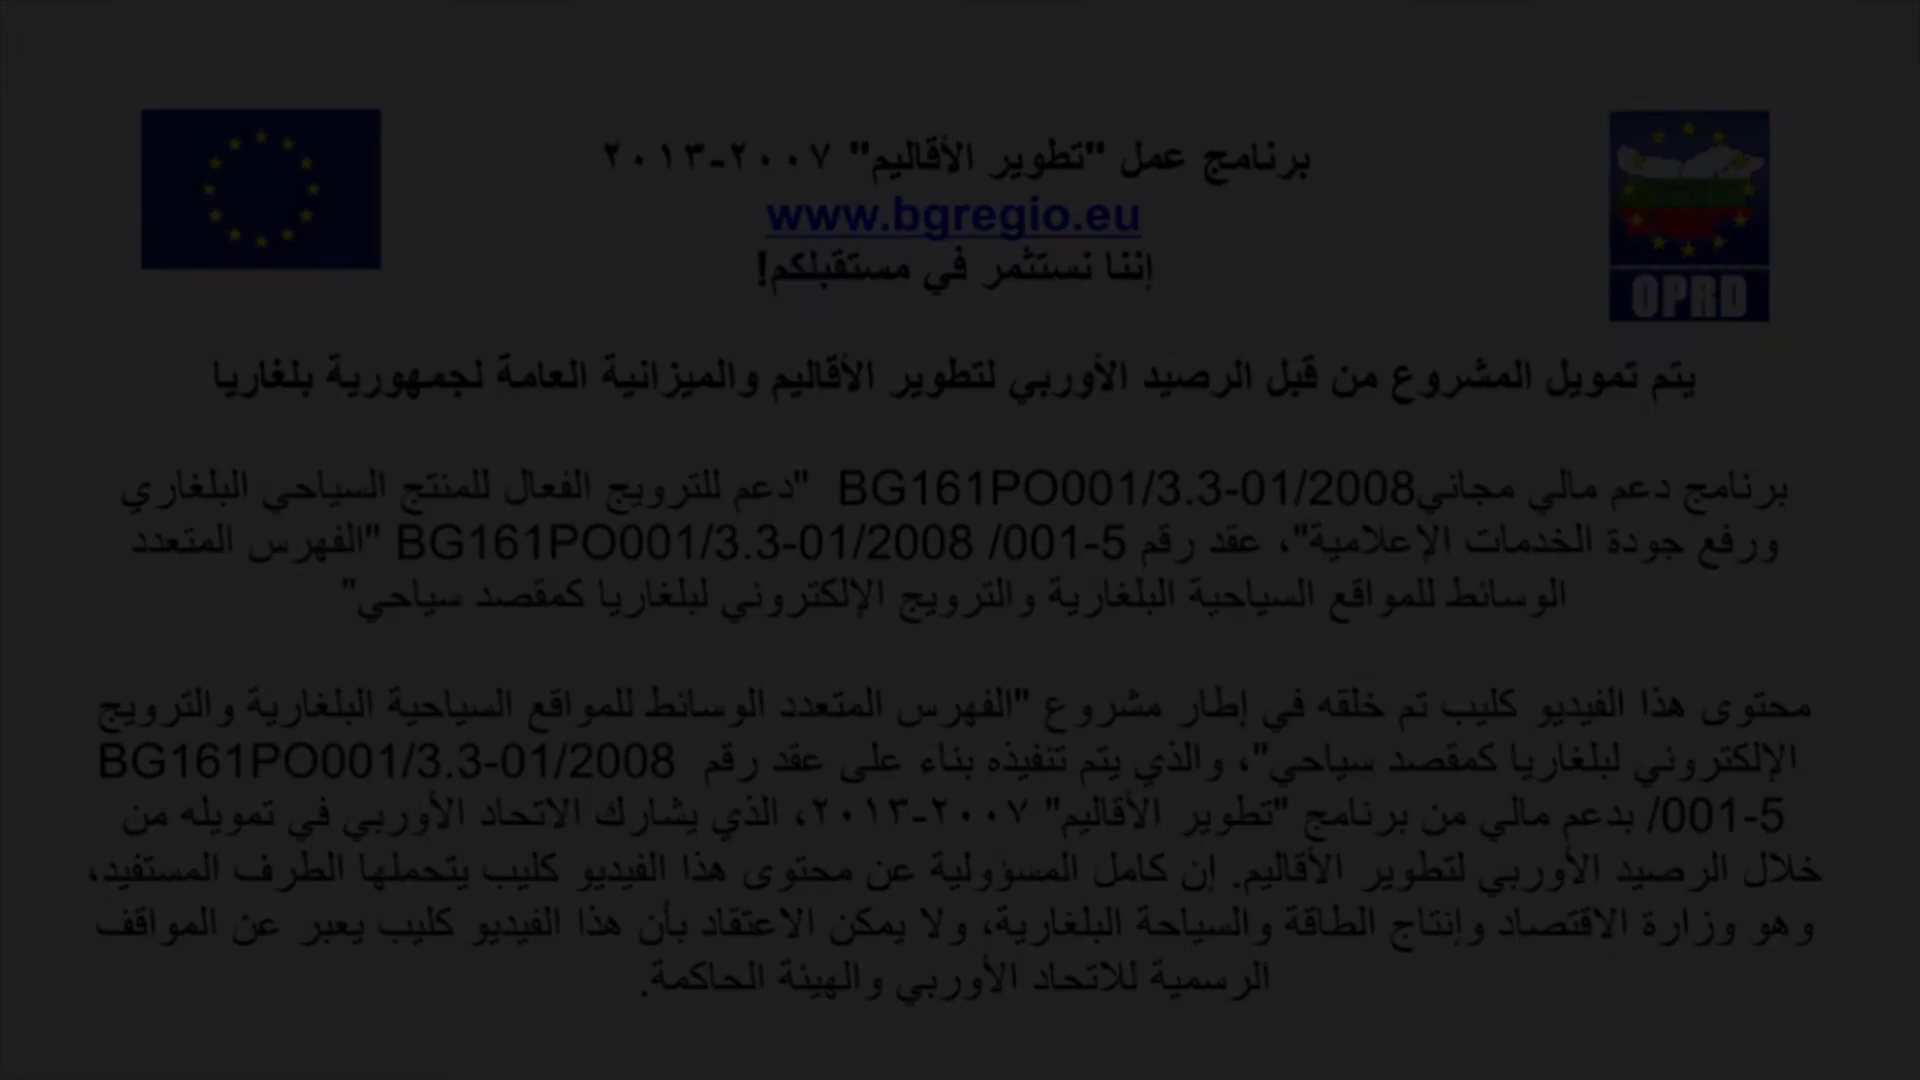 برنامج عمل "تطوير الأقاليم" ٢٠٠٧-٢٠١٣
www.bgregio.eu
إننا نستثمر في مستقبلكم!
OPRD
يتم تمويل المشروع من قبل الرصيد الأوربي لتطوير الأقاليم والميزانية العامة لجمهورية بلغاريا
برنامج دعم مالي مجاني BG161PO001/3.3-01/2008 "دعم للترويج الفعال للمنتج السياحي البلغاري
ورفع جودة الخدمات الإعلامية"، عقد رقم BG161PO001/3.3-01/2008 /001-5 "الفهرس المتعدد
الوسائط للمواقع السياحية البلغارية والترويج الإلكتروني لبلغاريا كمقصد سياحي"
محتوى هذا الفيديو كليب تم خلقه في إطار مشروع "الفهرس المتعدد الوسائط للمواقع السياحية البلغارية والترويج
الإلكتروني لبلغاريا كمقصد سياحي"، والذي يتم تنفيذه بناء على عقد رقم BG161PO001/3.3-01/2008
/001-5 بدعم مالي من برنامج "تطوير الأقاليم" ٢٠٠٧-٢٠١٣، الذي يشارك الاتحاد الأوربي في تمويله من
خلال الرصيد الأوربي لتطوير الأقاليم. إن كامل المسؤولية عن محتوى هذا الفيديو كليب يتحملها الطرف المستفيد،
وهو وزارة الاقتصاد وإنتاج الطاقة والسياحة البلغارية، ولا يمكن الاعتقاد بأن هذا الفيديو كليب يعبر عن المواقف
الرسمية للاتحاد الأوربي والهيئة الحاكمة.